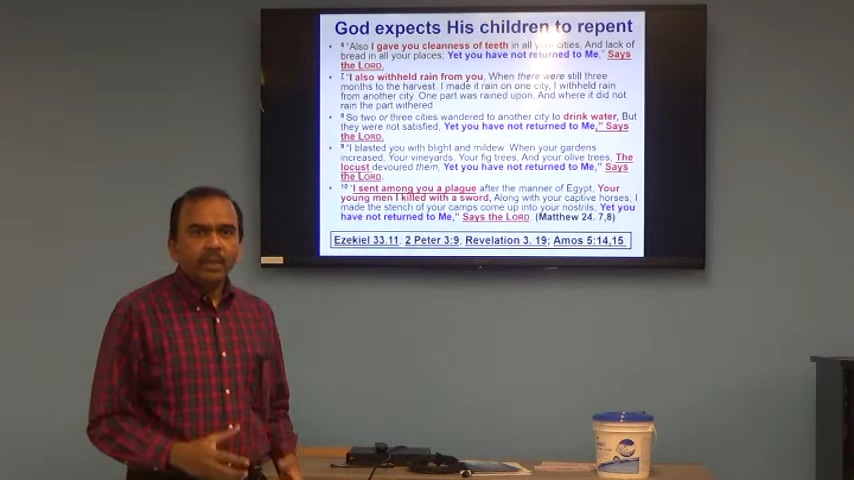 God expects His children to repent
• 6 "Also I gave you cleanness of teeth in all your cities, And lack of
bread in all your places; Yet you have not returned to Me," Says
the LORD.
• 7 "I also withheld rain from you, When there were still three
months to the harvest. I made it rain on one city, I withheld rain
from another city. One part was rained upon, And where it did not
rain the part withered.
• 8 So two or three cities wandered to another city to drink water, But
they were not satisfied, Yet you have not returned to Me," Says
the LORD.
• 9 "I blasted you with blight and mildew. When your gardens
increased, Your vineyards, Your fig trees, And your olive trees, The
locust devoured them, Yet you have not returned to Me," Says
the LORD.
• 10 "I sent among you a plague after the manner of Egypt, Your
young men I killed with a sword, Along with your captive horses, I
made the stench of your camps come up into your nostrils, Yet you
have not returned to Me," Says the LORD (Matthew 24. 7,8)
Ezekiel 33.11. 2 Peter 3:9. Revelation 3. 19; Amos 5:14,15